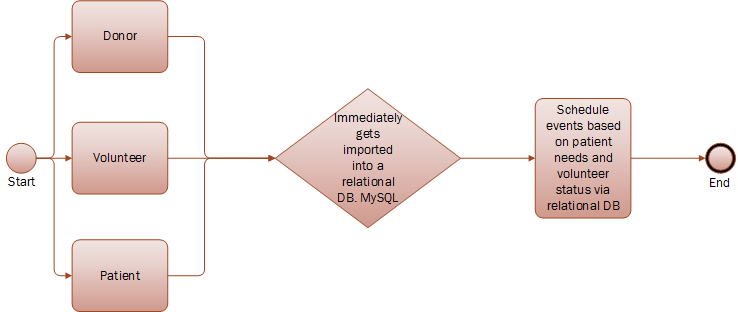 Donor
Volunteer
Patient
Start
Immediately
gets
imported
into a
relational
DB. MySQL
Schedule
events based
on patient
needs and
volunteer
status via
relational DB
End